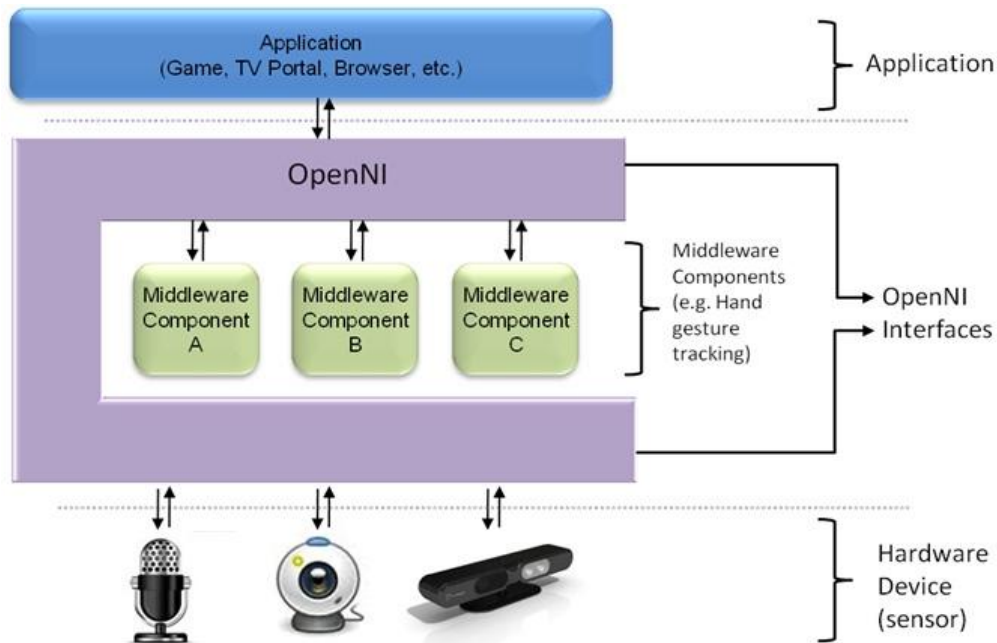 Application
(Game, TV Portal, Browser, etc.)
Application
OpenNI
Middleware
Component
A
Middleware
Component
B
Middleware
Component
C
Middleware
Components
(e.g. Hand
gesture
tracking)
OpenNI
Interfaces
Hardware
Device
(sensor)